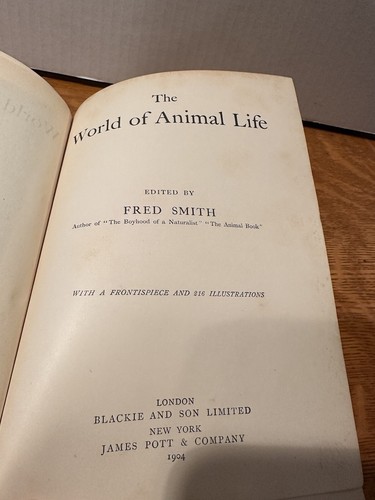 The
World of Animal Life
EDITED BY
FRED SMITH
Author of "The Boyhood of a Naturalist." "The Animal Book"
WITH A FRONTISPIECE AND 216 ILLUSTRATIONS
LONDON
BLACKIE AND SON LIMITED
NEW YORK
JAMES POTT & COMPANY
1904